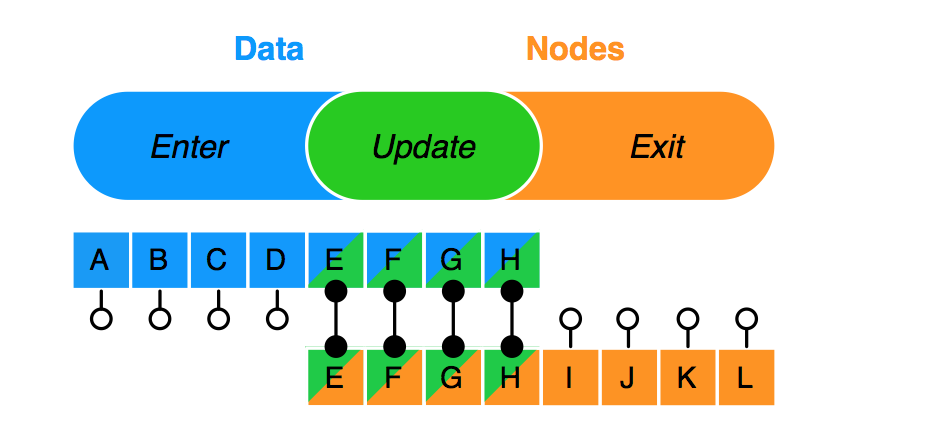 Data Nodes
Enter Update Exit
A B C D E F G H
E F G H I J K L